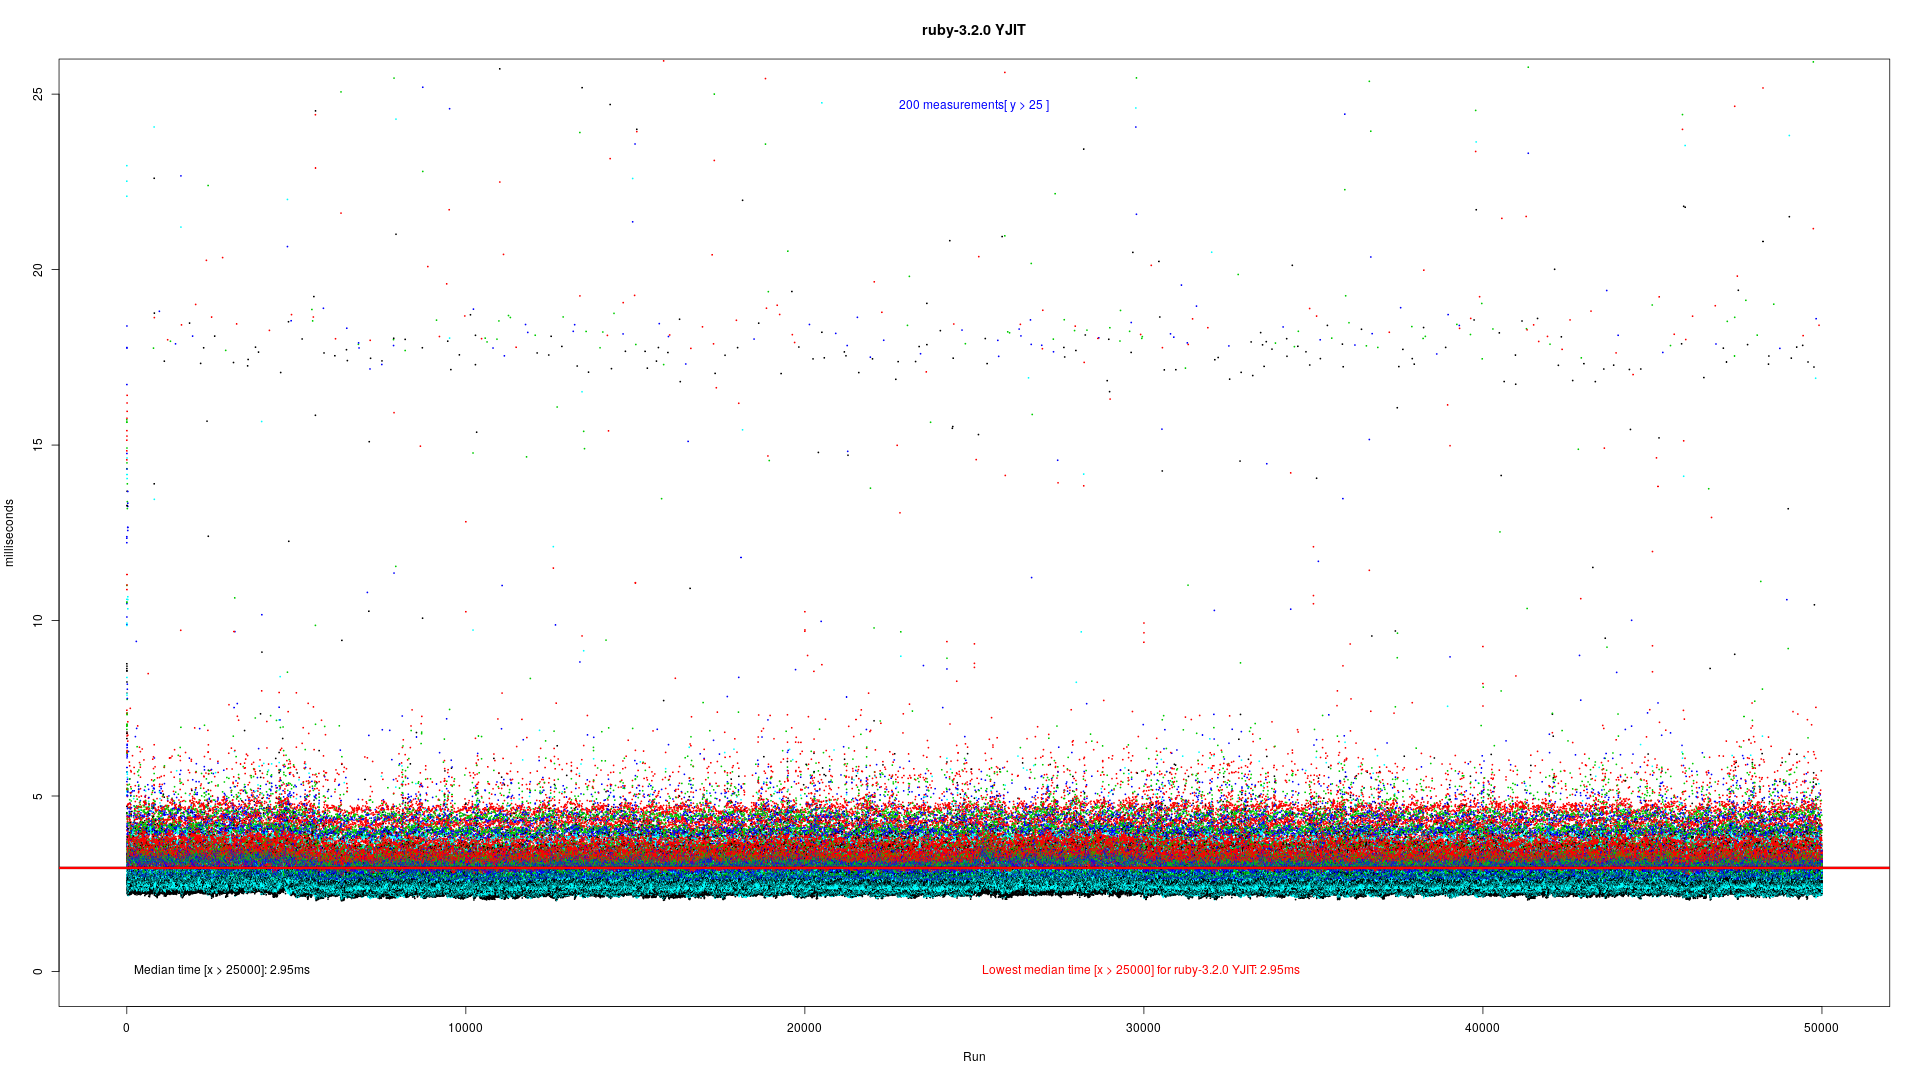 ruby-3.2.0 YJIT
200 measurements[ y > 25 ]
25
20
15
10
5
0
milliseconds
Median time [x > 25000]: 2.95ms
Lowest median time [x > 25000] for ruby-3.2.0 YJIT: 2.95ms
0 10000 20000 30000 40000 50000
Run